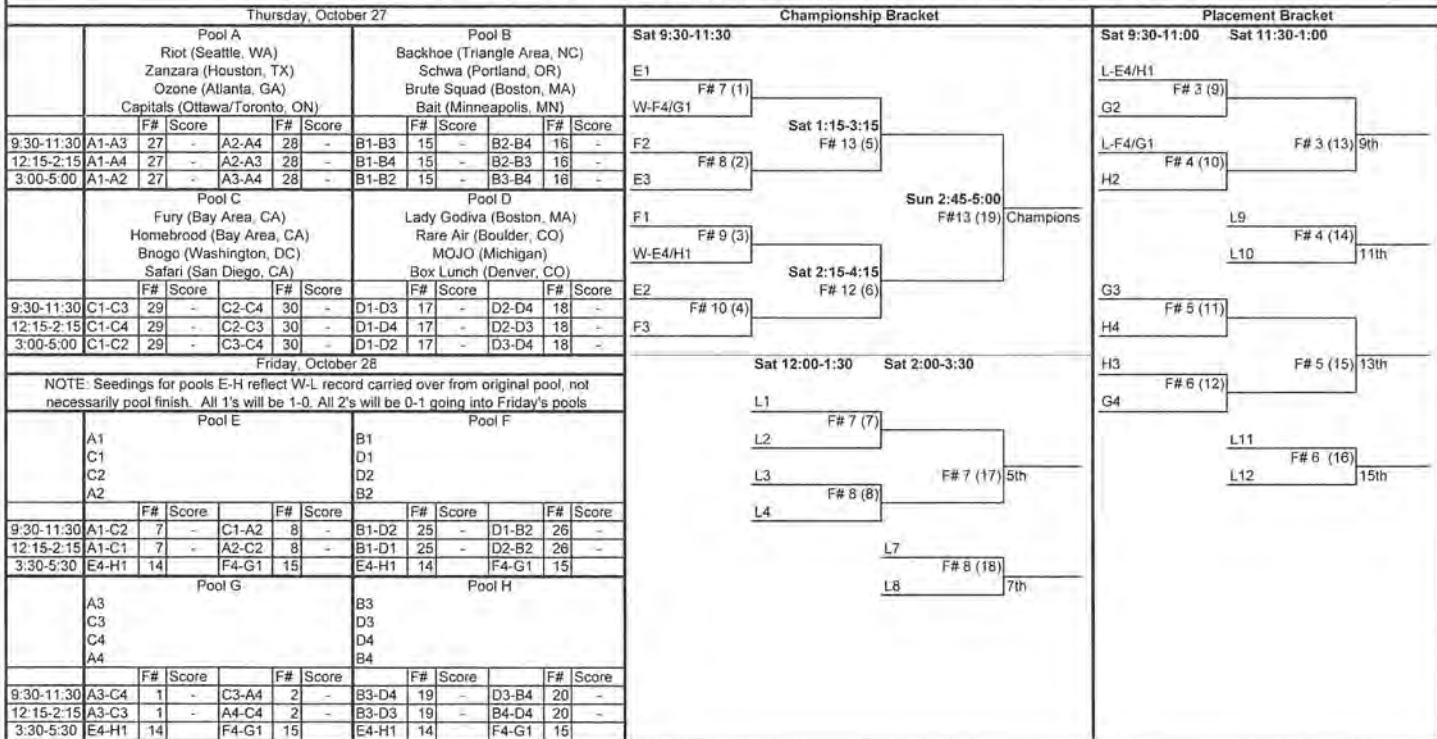 Thursday, October 27
Pool A Pool B
Riot (Seattle, WA) Backhoe (Triangle Area, NC)
Zanzara (Houston, TX) Schwa (Portland, OR)
Ozone (Atlanta, GA) Brute Squad (Boston, MA)
Capitals (Ottawa/Toronto, ON) Bait (Minneapolis, MN)
F# Score F# Score F# Score F# Score
9:30-11:30 A1-A3 27 - A2-A4 28 - B1-B3 15 - B2-B4 16 -
12:15-2:15 A1-A4 27 - A2-A3 28 - B1-B4 15 - B2-B3 16 -
3:00-5:00 A1-A2 27 - A3-A4 28 - B1-B2 15 - B3-B4 16 -
Pool C Pool D
Fury (Bay Area, CA) Lady Godiva (Boston, MA)
Homebrood (Bay Area, CA) Rare Air (Boulder, CO)
Bnogo (Washington, DC) MOJO (Michigan)
Safari (San Diego, CA) Box Lunch (Denver, CO)
F# Score F# Score F# Score F# Score
9:30-11:30 C1-C3 29 - C2-C4 30 - D1-D3 17 - D2-D4 18 -
12:15-2:15 C1-C4 29 - C2-C3 30 - D1-D4 17 - D2-D3 18 -
3:00-5:00 C1-C2 29 - C3-C4 30 - D1-D2 17 - D3-D4 18 -
Friday, October 28
NOTE: Seedings for pools E-H reflect W-L record carried over from original pool, not
necessarily pool finish. All 1's will be 1-0. All 2's will be 0-1 going into Friday's pools
Pool E Pool F
A1 B1
C1 D1
C2 D2
A2 B2
F# Score F# Score F# Score F# Score
9:30-11:30 A1-C2 7 - C1-A2 8 - B1-D2 25 - D1-B2 26 -
12:15-2:15 A1-C1 7 - A2-C2 8 - B1-D1 25 - D2-B2 26 -
3:30-5:30 E4-H1 14 F4-G1 15 E4-H1 14 F4-G1 15
Pool G Pool H
A3 B3
C3 D3
C4 D4
A4 B4
F# Score F# Score F# Score F# Score
9:30-11:30 A3-C4 1 - C3-A4 2 - B3-D4 19 - D3-B4 20 -
12:15-2:15 A3-C3 1 - A4-C4 2 - B3-D3 19 - B4-D4 20 -
3:30-5:30 E4-H1 14 F4-G1 15 E4-H1 14 F4-G1 15
Championship Bracket
Sat 9:30-11:30
E1
F# 7 (1)
W-F4/G1
Sat 1:15-3:15
F2 F# 13 (5)
F# 8 (2)
E3
Sun 2:45-5:00
F1 F#13 (19) Champions
F# 9 (3)
W-E4/H1
Sat 2:15-4:15
E2 F# 12 (6)
F# 10 (4)
F3
Sat 12:00-1:30 Sat 2:00-3:30
L1
F# 7 (7)
L2
L3 F# 7 (17) 5th
F# 8 (8)
L4
L7
F# 8 (18)
L8 7th
Placement Bracket
Sat 9:30-11:00 Sat 11:30-1:00
L-E4/H1
F# 3 (9)
G2
L-F4/G1 F# 3 (13) 9th
F# 4 (10)
H2
L9
F# 4 (14)
L10 11th
G3
F# 5 (11)
H4
H3 F# 5 (15) 13th
F# 6 (12)
G4
L11
F# 6 (16)
L12 15th